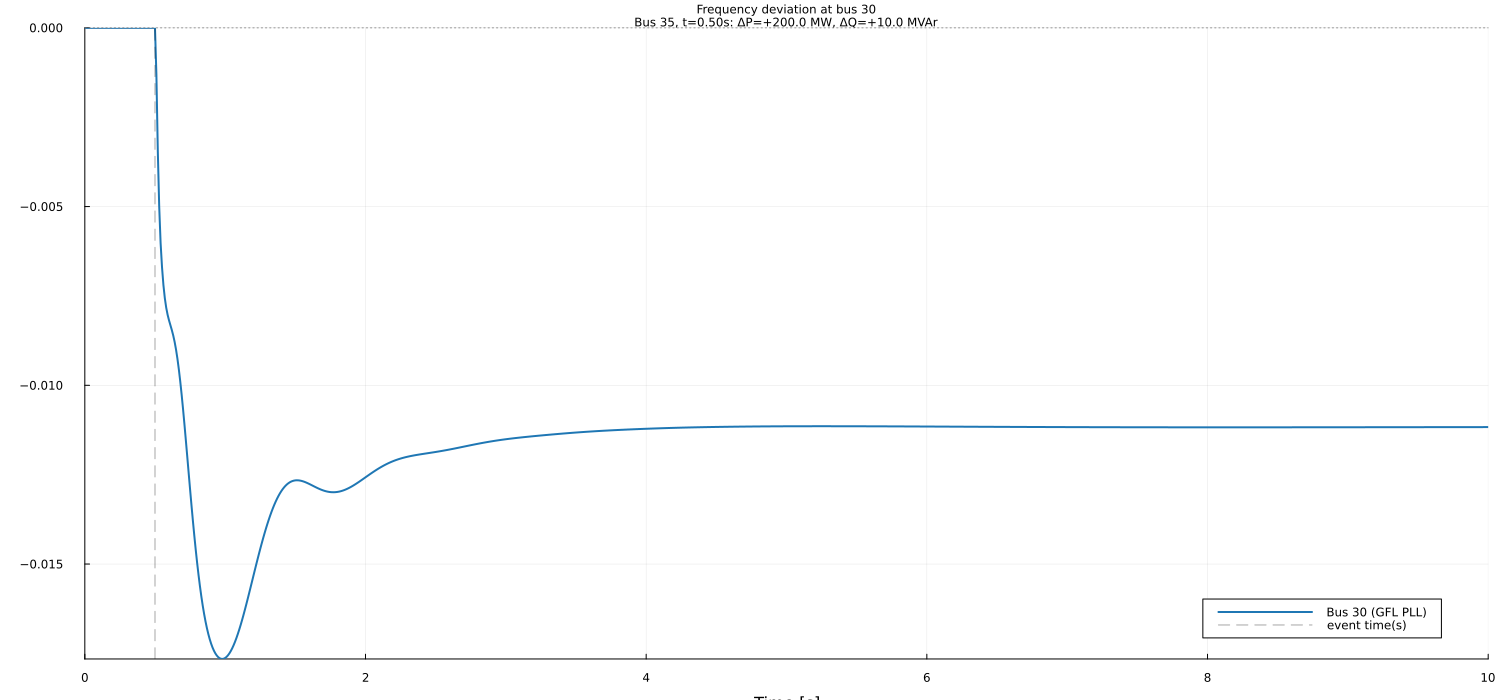 Frequency deviation at bus 30
Bus 35, t=0.50s: ΔP=+200.0 MW, ΔQ=+10.0 MVAr
0.000
−0.005
−0.010
−0.015
Bus 30 (GFL PLL)
event time(s)
0 2 4 6 8 10
Time [s]